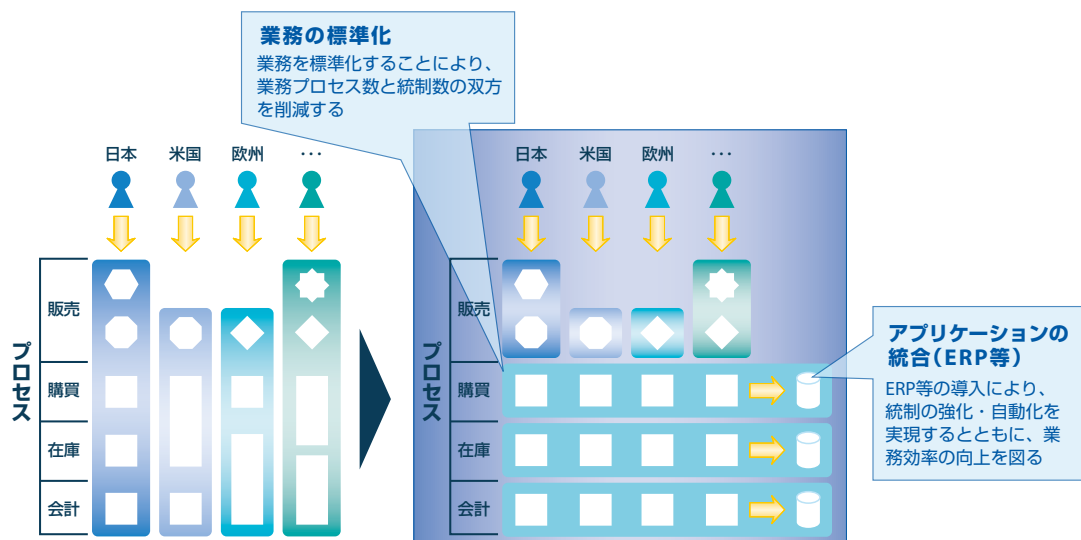 業務の標準化
業務を標準化することにより、
業務プロセス数と統制数の双方
を削減する
日本 米国 欧州 …
プロセス
販売
購買
在庫
会計
日本 米国 欧州 …
プロセス
販売
購買
在庫
会計
アプリケーションの
統合(ERP等)
ERP等の導入により、
統制の強化・自動化を
実現するとともに、業
務効率の向上を図る